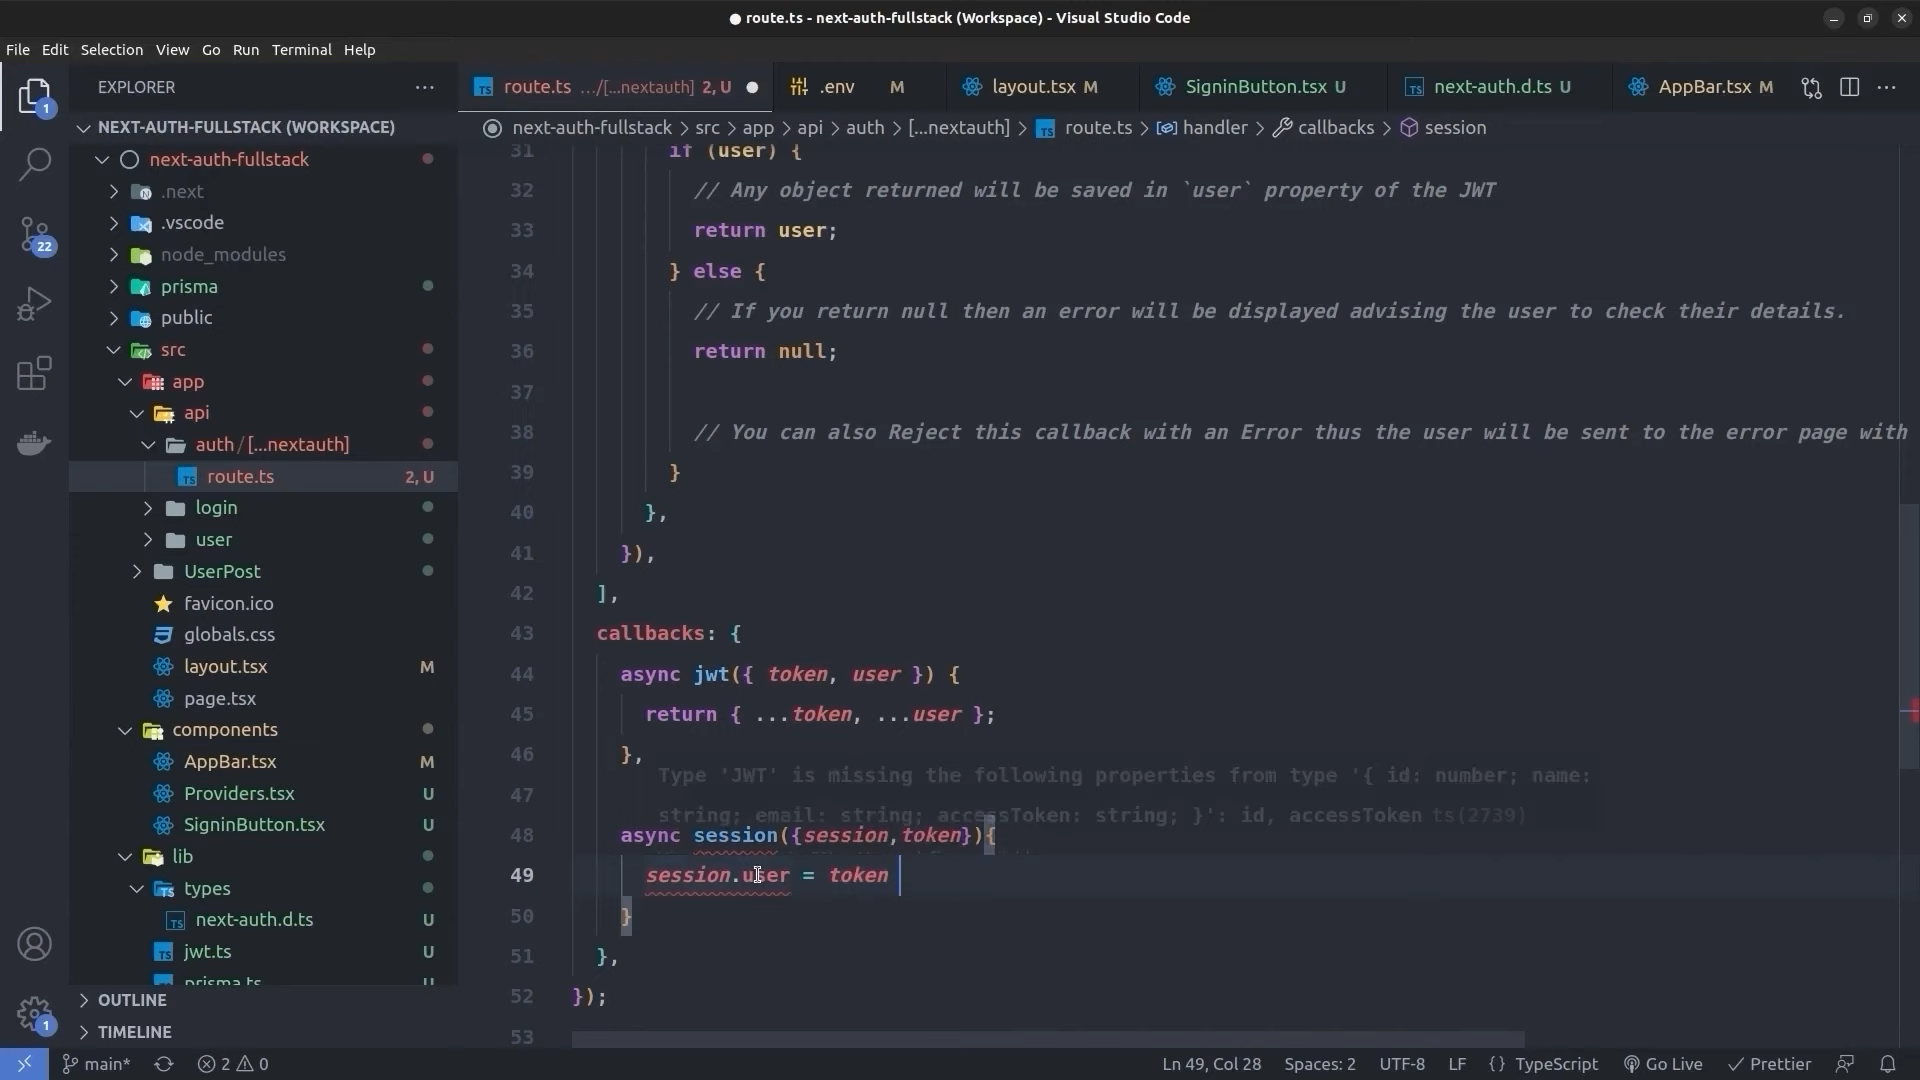 route.ts - next-auth-fullstack (Workspace) - Visual Studio Code
File Edit Selection View Go Run Terminal Help
EXPLORER
NEXT-AUTH-FULLSTACK (WORKSPACE)
next-auth-fullstack
.next
.vscode
node_modules
prisma
public
src
app
api
auth / [...nextauth]
route.ts 2, U
login
user
UserPost
favicon.ico
globals.css
layout.tsx M
page.tsx
components
AppBar.tsx M
Providers.tsx U
SigninButton.tsx U
lib
types
next-auth.d.ts U
jwt.ts U
prisma.ts U
OUTLINE
TIMELINE
1
22
1
route.ts .../[...nextauth] 2, U
.env M
layout.tsx M
SigninButton.tsx U
next-auth.d.ts U
AppBar.tsx M
next-auth-fullstack > src > app > api > auth > [...nextauth] > route.ts > handler > callbacks > session
31 if (user) {
32 // Any object returned will be saved in `user` property of the JWT
33 return user;
34 } else {
35 // If you return null then an error will be displayed advising the user to check their details.
36 return null;
37
38 // You can also Reject this callback with an Error thus the user will be sent to the error page with
39 }
40 },
41 }),
42 ],
43 callbacks: {
44 async jwt({ token, user }) {
45 return { ...token, ...user };
46 },
Type 'JWT' is missing the following properties from type '{ id: number; name:
47
string; email: string; accessToken: string; }': id, accessToken ts(2739)
48 async session({session,token}){
49 session.user = token
50 }
51 },
52 });
53
main* 2 0
Ln 49, Col 28 Spaces: 2 UTF-8 LF {} TypeScript Go Live Prettier